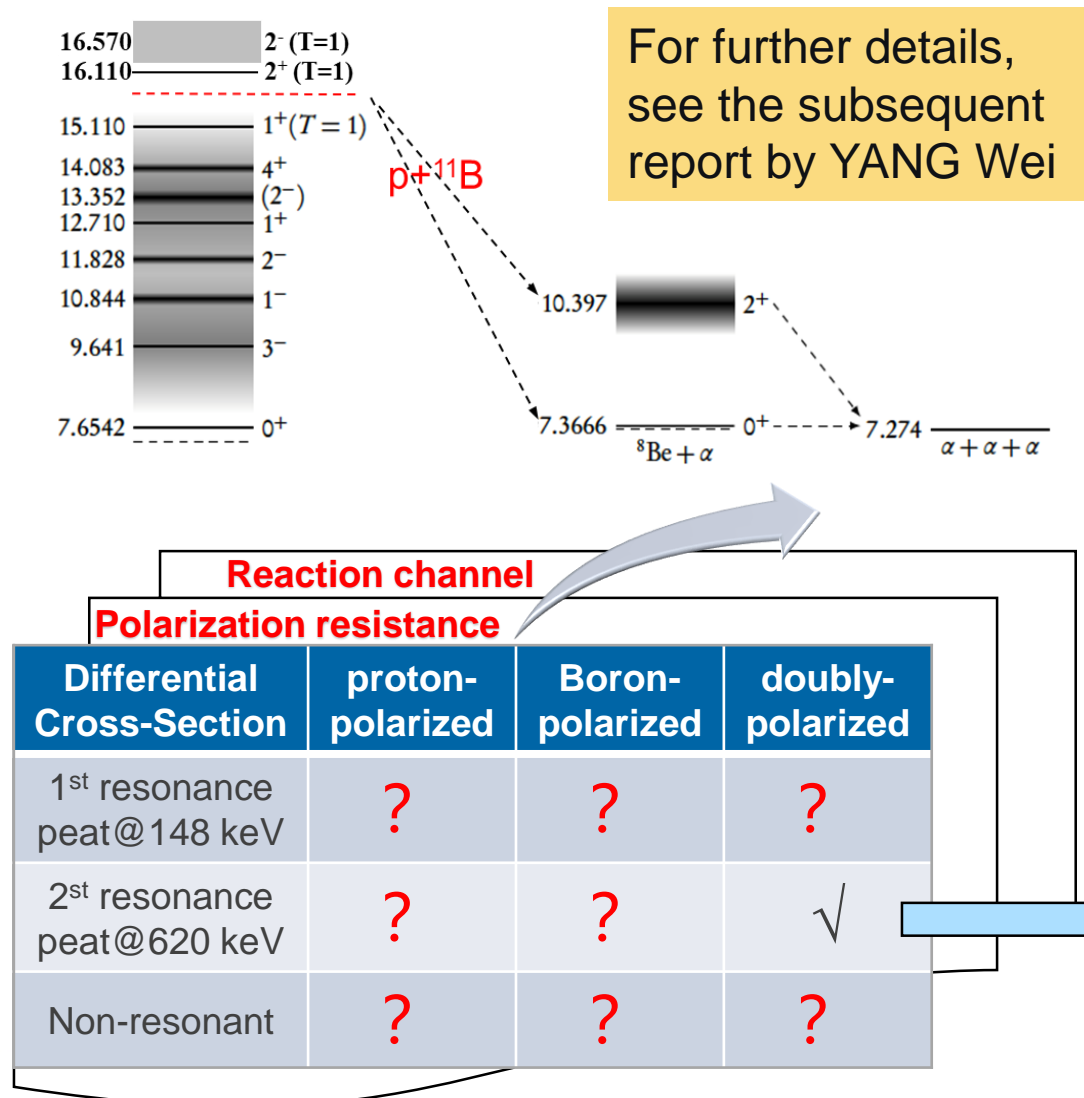 16.570 2⁻ (T=1)
16.110 2⁺ (T=1)
15.110 1⁺(T = 1)
14.083 4⁺
13.352 (2⁻)
12.710 1⁺
11.828 2⁻
10.844 1⁻
9.641 3⁻
7.6542 0⁺
p+¹¹B
For further details,
see the subsequent
report by YANG Wei
10.397 2⁺
7.3666 0⁺
⁸Be + α
7.274
α + α + α
Reaction channel
Polarization resistance
Differential Cross-Section proton-polarized Boron-polarized doubly-polarized
1st resonance peat@148 keV ? ? ?
2st resonance peat@620 keV ? ? √
Non-resonant ? ? ?